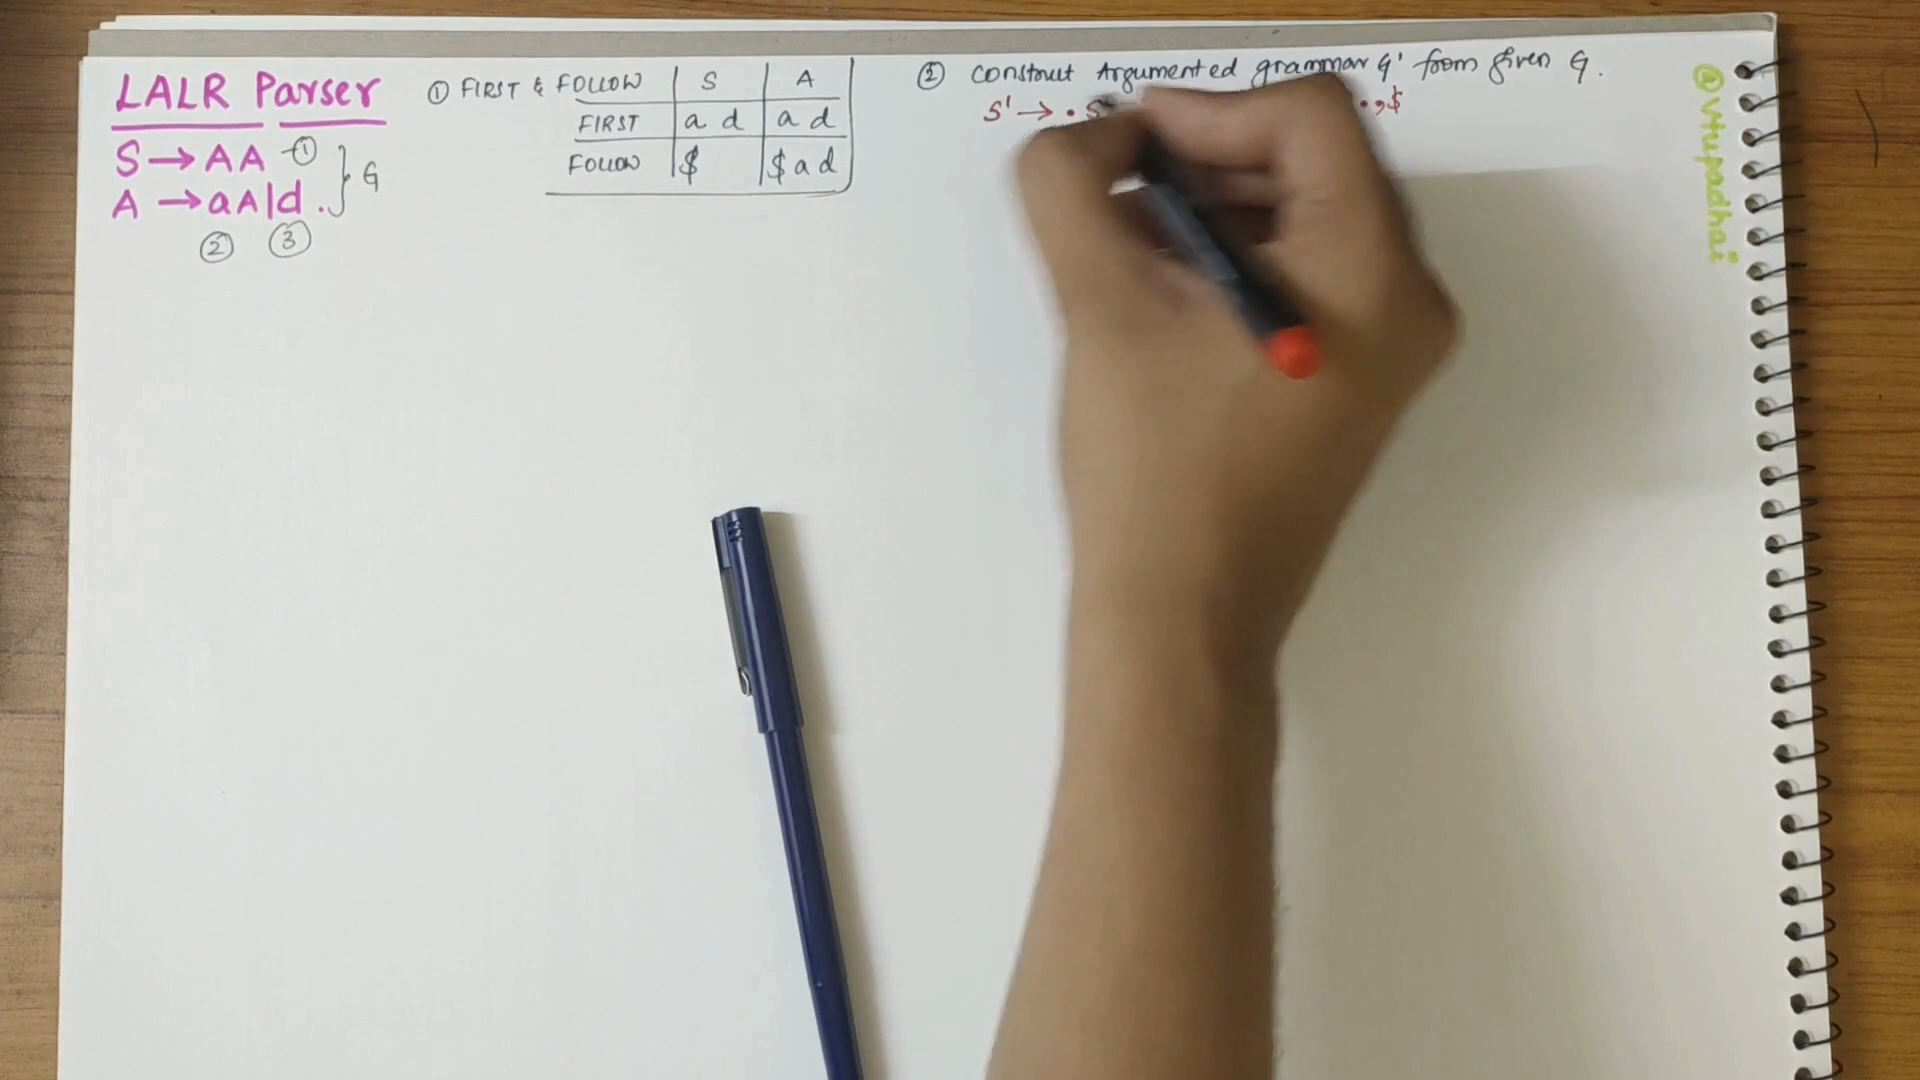 LALR Parser
S → AA – ①
A → aA|d .
② ③
} G
① FIRST & FOLLOW | S | A
FIRST | a d | a d
FOLLOW | $ | $ a d
② Construct Argumented grammar G' from given G.
S' → . S
. , $
@vtupadhai